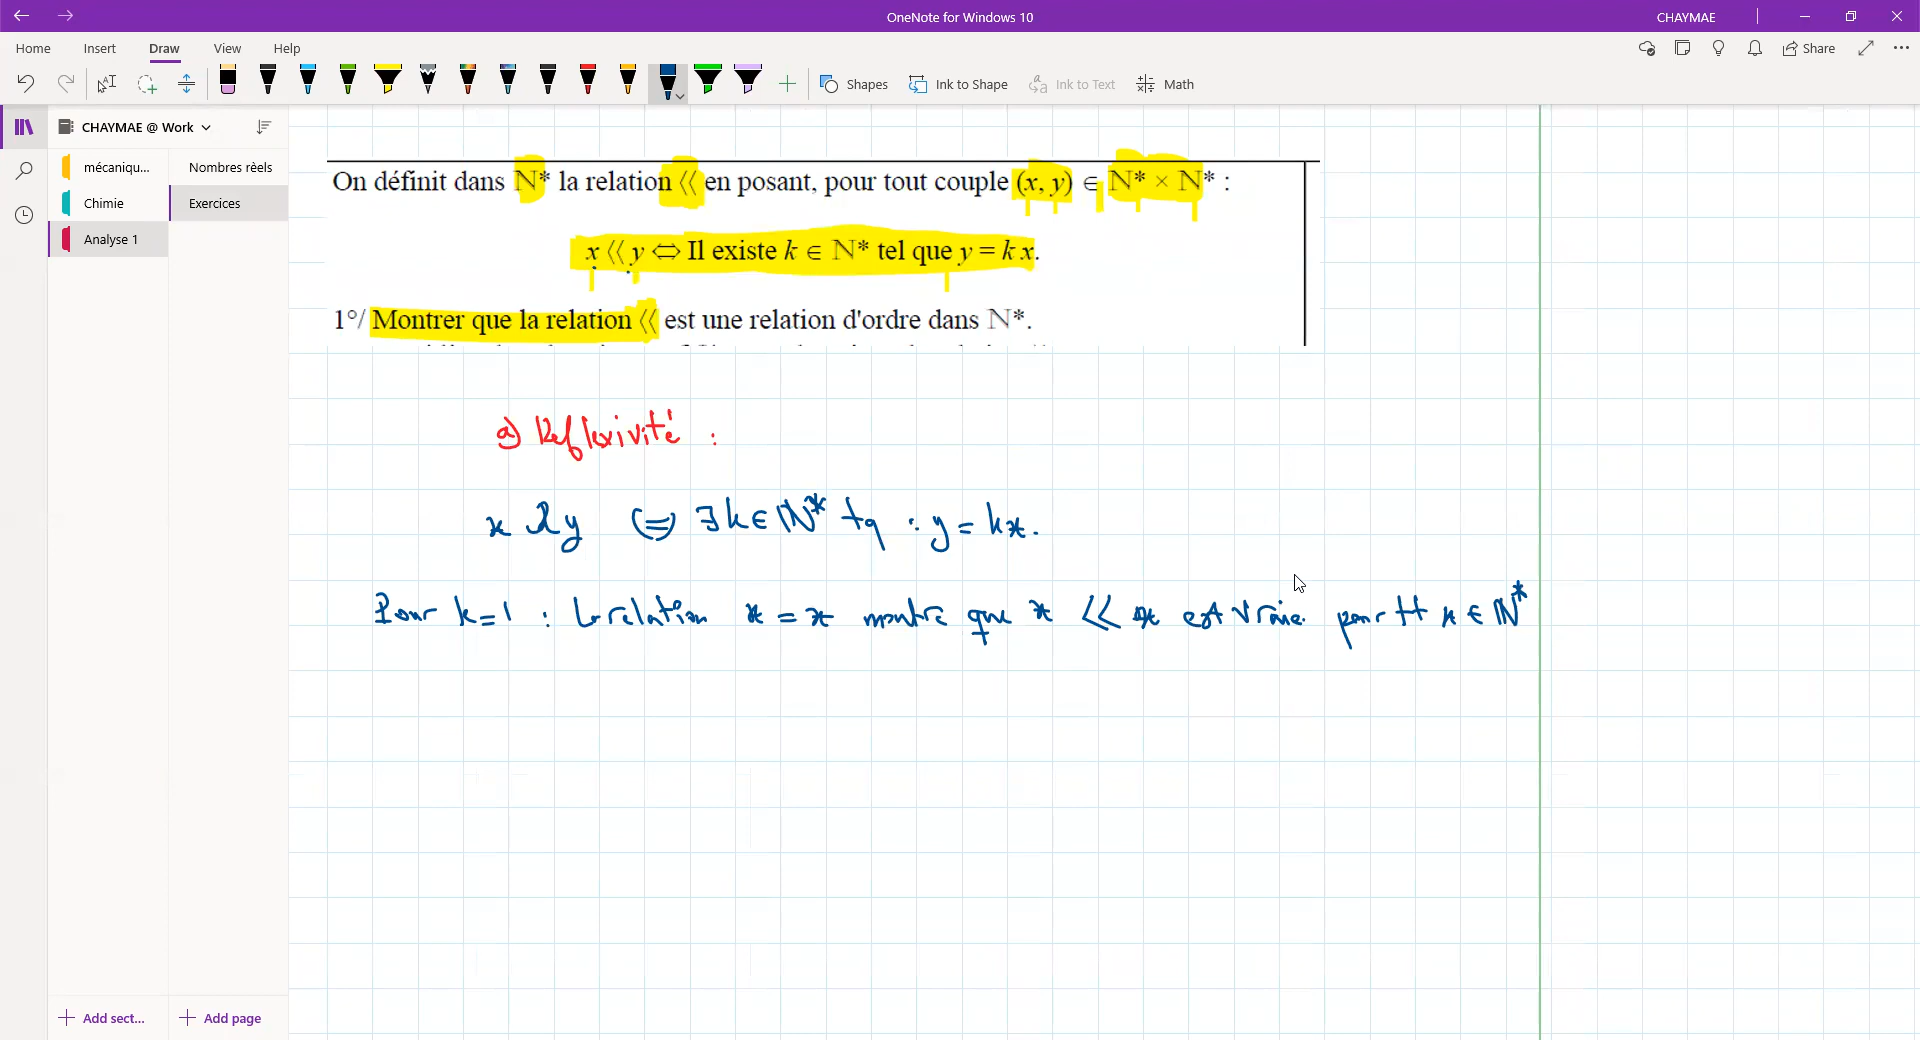 OneNote for Windows 10
CHAYMAE
Home Insert Draw View Help
Share
Shapes Ink to Shape Ink to Text Math
CHAYMAE @ Work
mécaniqu...
Chimie
Analyse 1
Nombres rèels
Exercices
On définit dans ℕ* la relation ⟨⟨ en posant, pour tout couple (x, y) ∈ ℕ* × ℕ* :
x ⟨⟨ y ⇔ Il existe k ∈ ℕ* tel que y = k x.
1°/ Montrer que la relation ⟨⟨ est une relation d'ordre dans ℕ*.
a) Reflexivité :
x R y ⇔ ∃ k ∈ ℕ* tq : y = kx.
Pour k=1 : la relation x = x montre que x << x est vraie pour tt x ∈ ℕ*
Add sect...
Add page